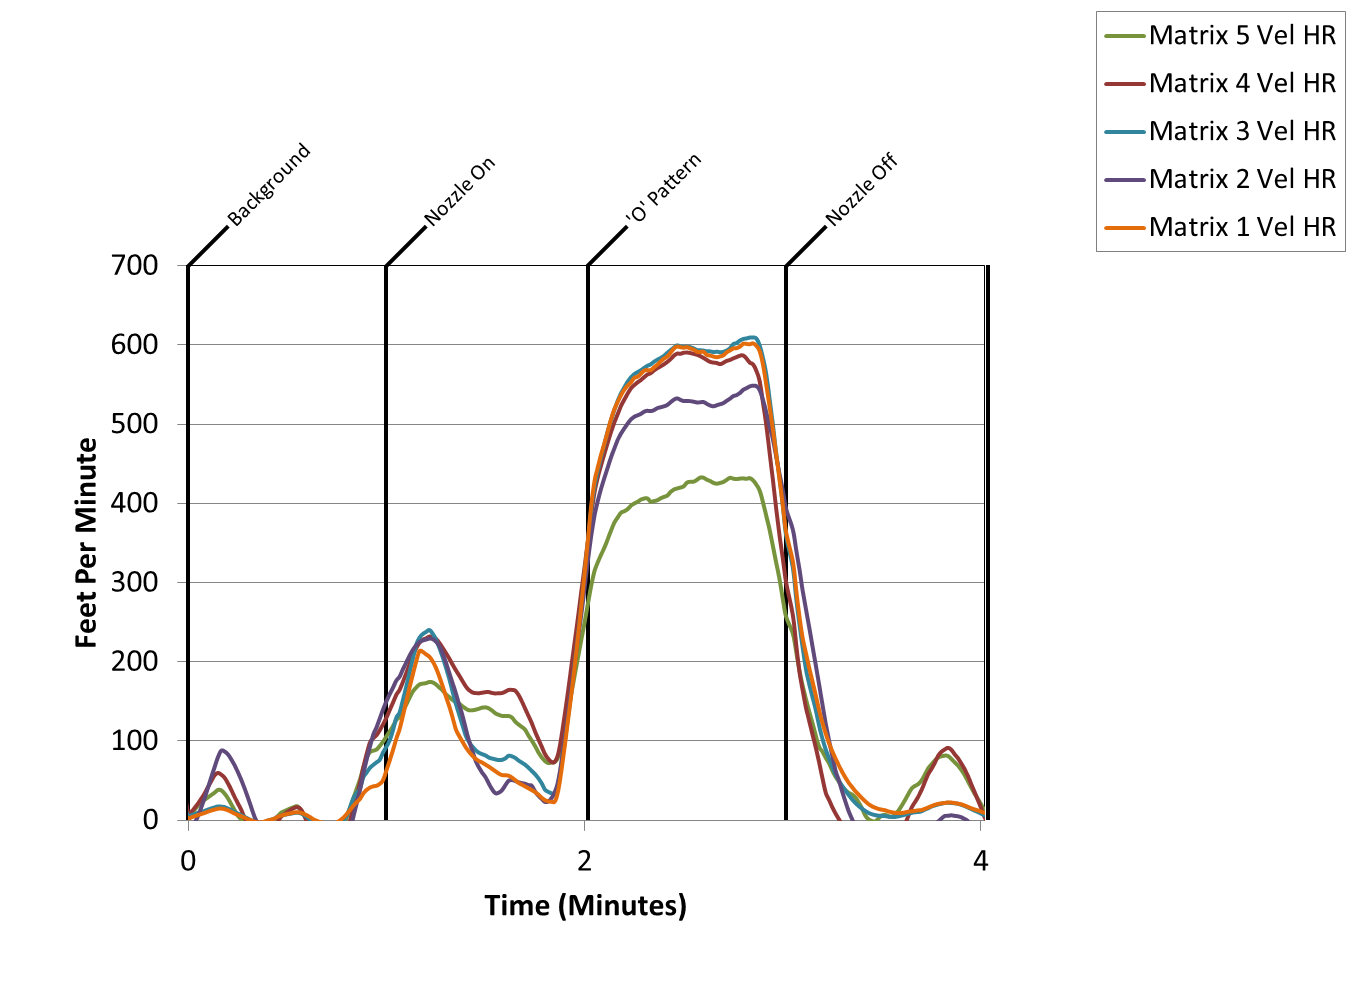 Matrix 5 Vel HR
Matrix 4 Vel HR
Matrix 3 Vel HR
Matrix 2 Vel HR
Matrix 1 Vel HR
Background
Nozzle On
'O' Pattern
Nozzle Off
700
600
500
400
300
200
100
0
Feet Per Minute
0 2 4
Time (Minutes)